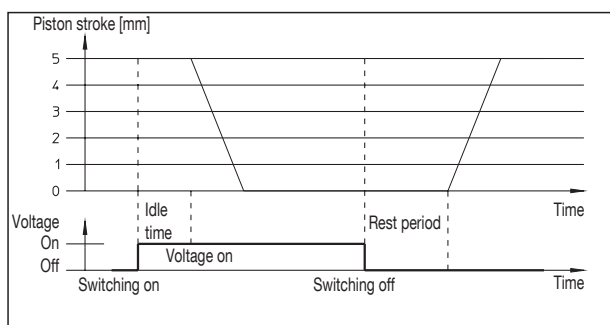 Piston stroke [mm]
5
4
3
2
1
0
Time
Idle
time
Rest period
Voltage
On
Off
Voltage on
Time
Switching on
Switching off